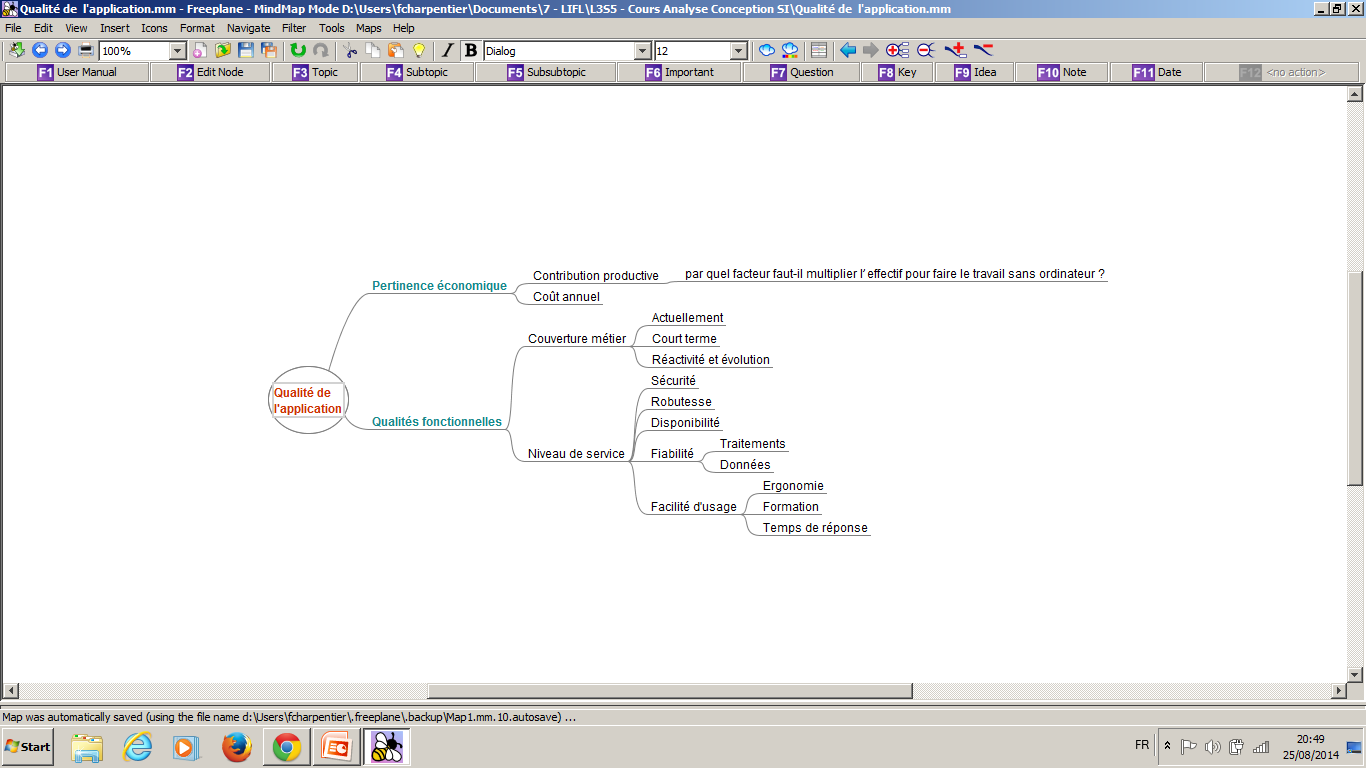 Qualité de  l'application.mm - Freeplane - MindMap Mode D:\Users\fcharpentier\Documents\7 - LIFL\L3S5 - Cours Analyse Conception SI\Qualité de  l'application.mm
File Edit View Insert Icons Format Navigate Filter Tools Maps Help
100% I B Dialog 12
F1 User Manual F2 Edit Node F3 Topic F4 Subtopic F5 Subsubtopic F6 Important F7 Question F8 Key F9 Idea F10 Note F11 Date F12 <no action>
par quel facteur faut-il multiplier l’effectif pour faire le travail sans ordinateur ?
Contribution productive
Pertinence économique
Coût annuel
Actuellement
Couverture métier
Court terme
Réactivité et évolution
Sécurité
Qualité de
l'application
Robutesse
Qualités fonctionnelles
Disponibilité
Traitements
Niveau de service
Fiabilité
Données
Ergonomie
Facilité d'usage
Formation
Temps de réponse
Map was automatically saved (using the file name d:\Users\fcharpentier\.freeplane\.backup\Map1.mm.10.autosave) ...
Start
FR
20:49
25/08/2014